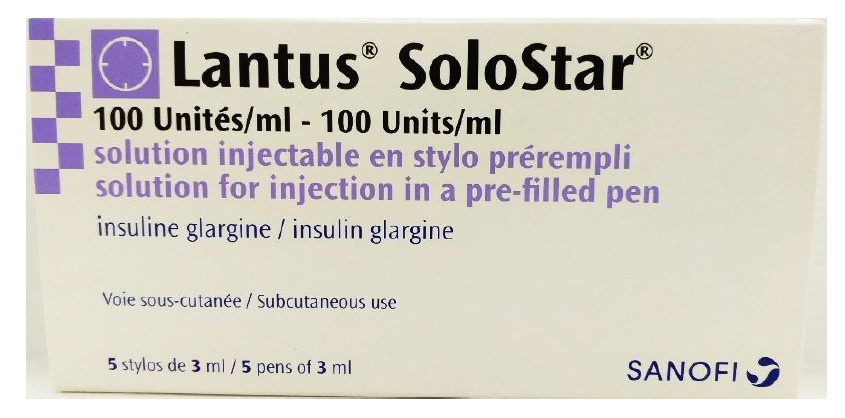 Lantus® SoloStar®
100 Unités/ml - 100 Units/ml
solution injectable en stylo prérempli
solution for injection in a pre-filled pen
insuline glargine / insulin glargine
Voie sous-cutanée / Subcutaneous use
5 stylos de 3 ml / 5 pens of 3 ml
SANOFI